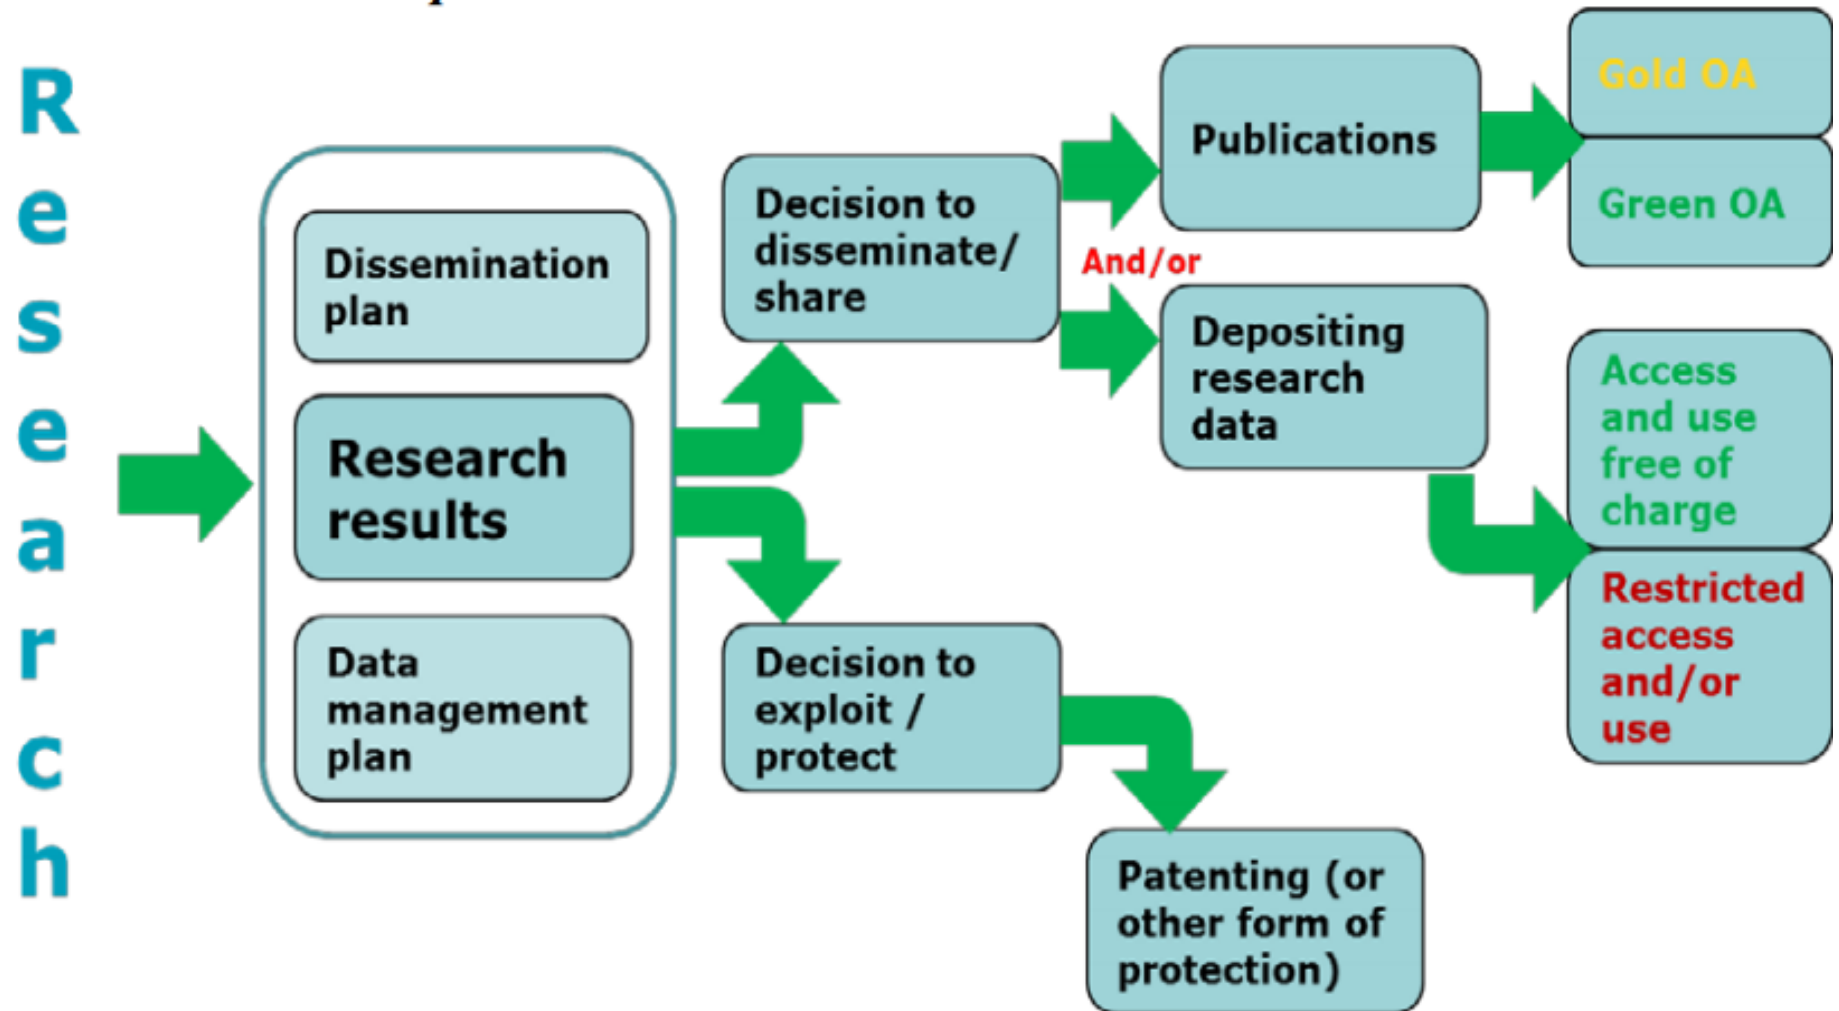 Research
Dissemination
plan
Research
results
Data
management
plan
Decision to
disseminate/
share
Decision to
exploit /
protect
And/or
Publications
Depositing
research
data
Patenting (or
other form of
protection)
Gold OA
Green OA
Access
and use
free of
charge
Restricted
access
and/or
use